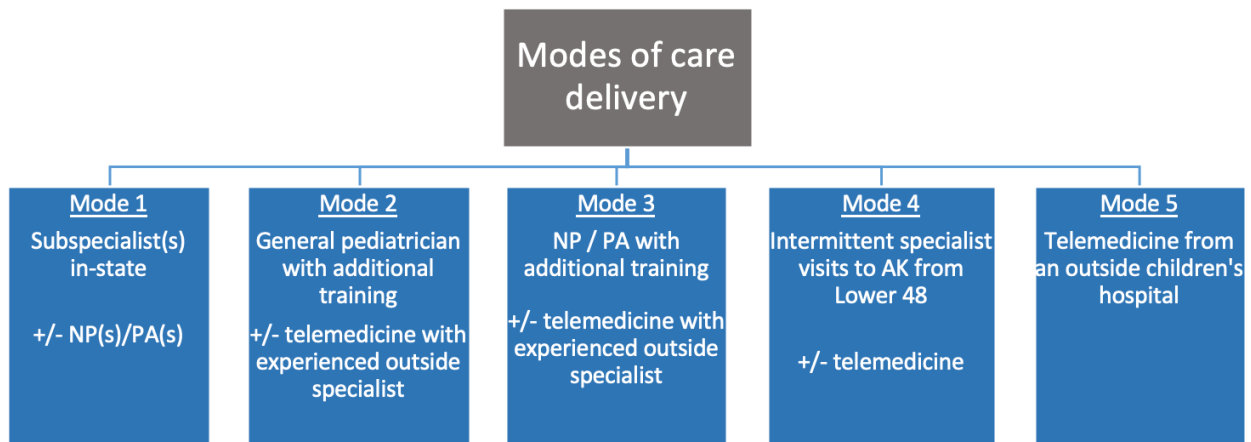 Modes of care
delivery
Mode 1
Subspecialist(s)
in-state
+/- NP(s)/PA(s)
Mode 2
General pediatrician
with additional
training
+/- telemedicine with
experienced outside
specialist
Mode 3
NP / PA with
additional training
+/- telemedicine with
experienced outside
specialist
Mode 4
Intermittent specialist
visits to AK from
Lower 48
+/- telemedicine
Mode 5
Telemedicine from
an outside children's
hospital